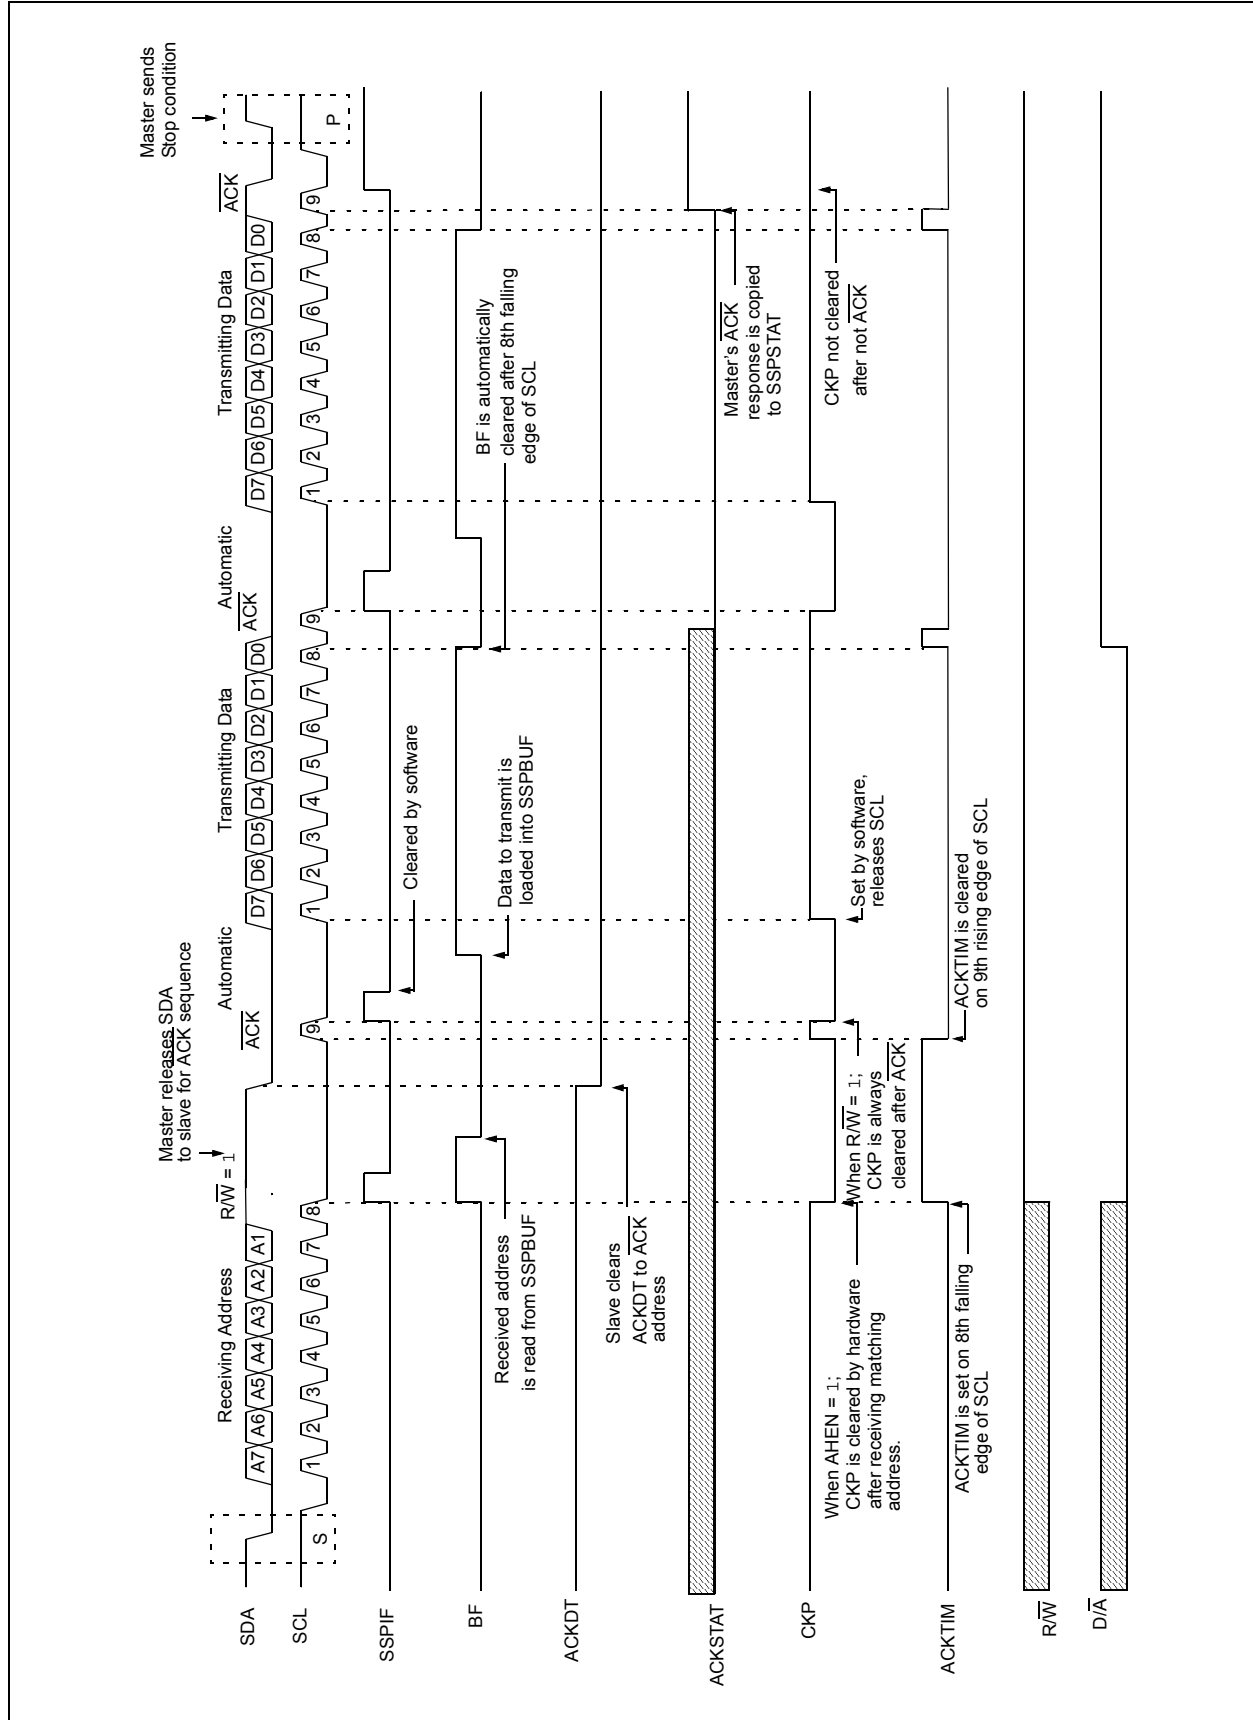 Master releases SDA
to slave for ACK sequence
Master sends
Stop condition
Receiving Address
R/W = 1
Automatic
Transmitting Data
Automatic
Transmitting Data
ACK
ACK
ACK
SDA
A7 A6 A5 A4 A3 A2 A1
D7 D6 D5 D4 D3 D2 D1 D0
D7 D6 D5 D4 D3 D2 D1 D0
SCL
S
1 2 3 4 5 6 7 8 9
1 2 3 4 5 6 7 8 9
1 2 3 4 5 6 7 8 9
P
SSPIF
Cleared by software
BF
Received address
is read from SSPBUF
Data to transmit is
loaded into SSPBUF
BF is automatically
cleared after 8th falling
edge of SCL
ACKDT
Slave clears
ACKDT to ACK
address
ACKSTAT
Master's ACK
response is copied
to SSPSTAT
CKP
When AHEN = 1;
CKP is cleared by hardware
after receiving matching
address.
When R/W = 1;
CKP is always
cleared after ACK
Set by software,
releases SCL
CKP not cleared
after not ACK
ACKTIM
ACKTIM is set on 8th falling
edge of SCL
ACKTIM is cleared
on 9th rising edge of SCL
R/W
D/A